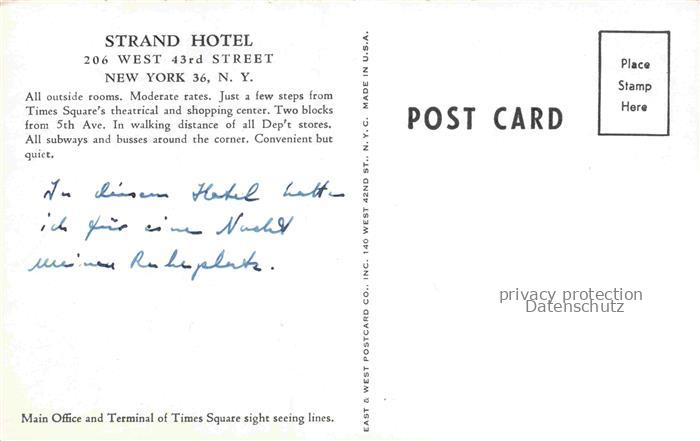 STRAND HOTEL
206 WEST 43rd STREET
NEW YORK 36, N. Y.
All outside rooms. Moderate rates. Just a few steps from
Times Square's theatrical and shopping center. Two blocks
from 5th Ave. In walking distance of all Dep't stores.
All subways and busses around the corner. Convenient but
quiet.
In diesem Hotel hatte
ich für eine Nacht
meinen Ruheplatz.
Main Office and Terminal of Times Square sight seeing lines.
EAST & WEST POSTCARD CO., INC. 140 WEST 42ND ST., N.Y.C. MADE IN U.S.A.
POST CARD
Place
Stamp
Here
privacy protection
Datenschutz